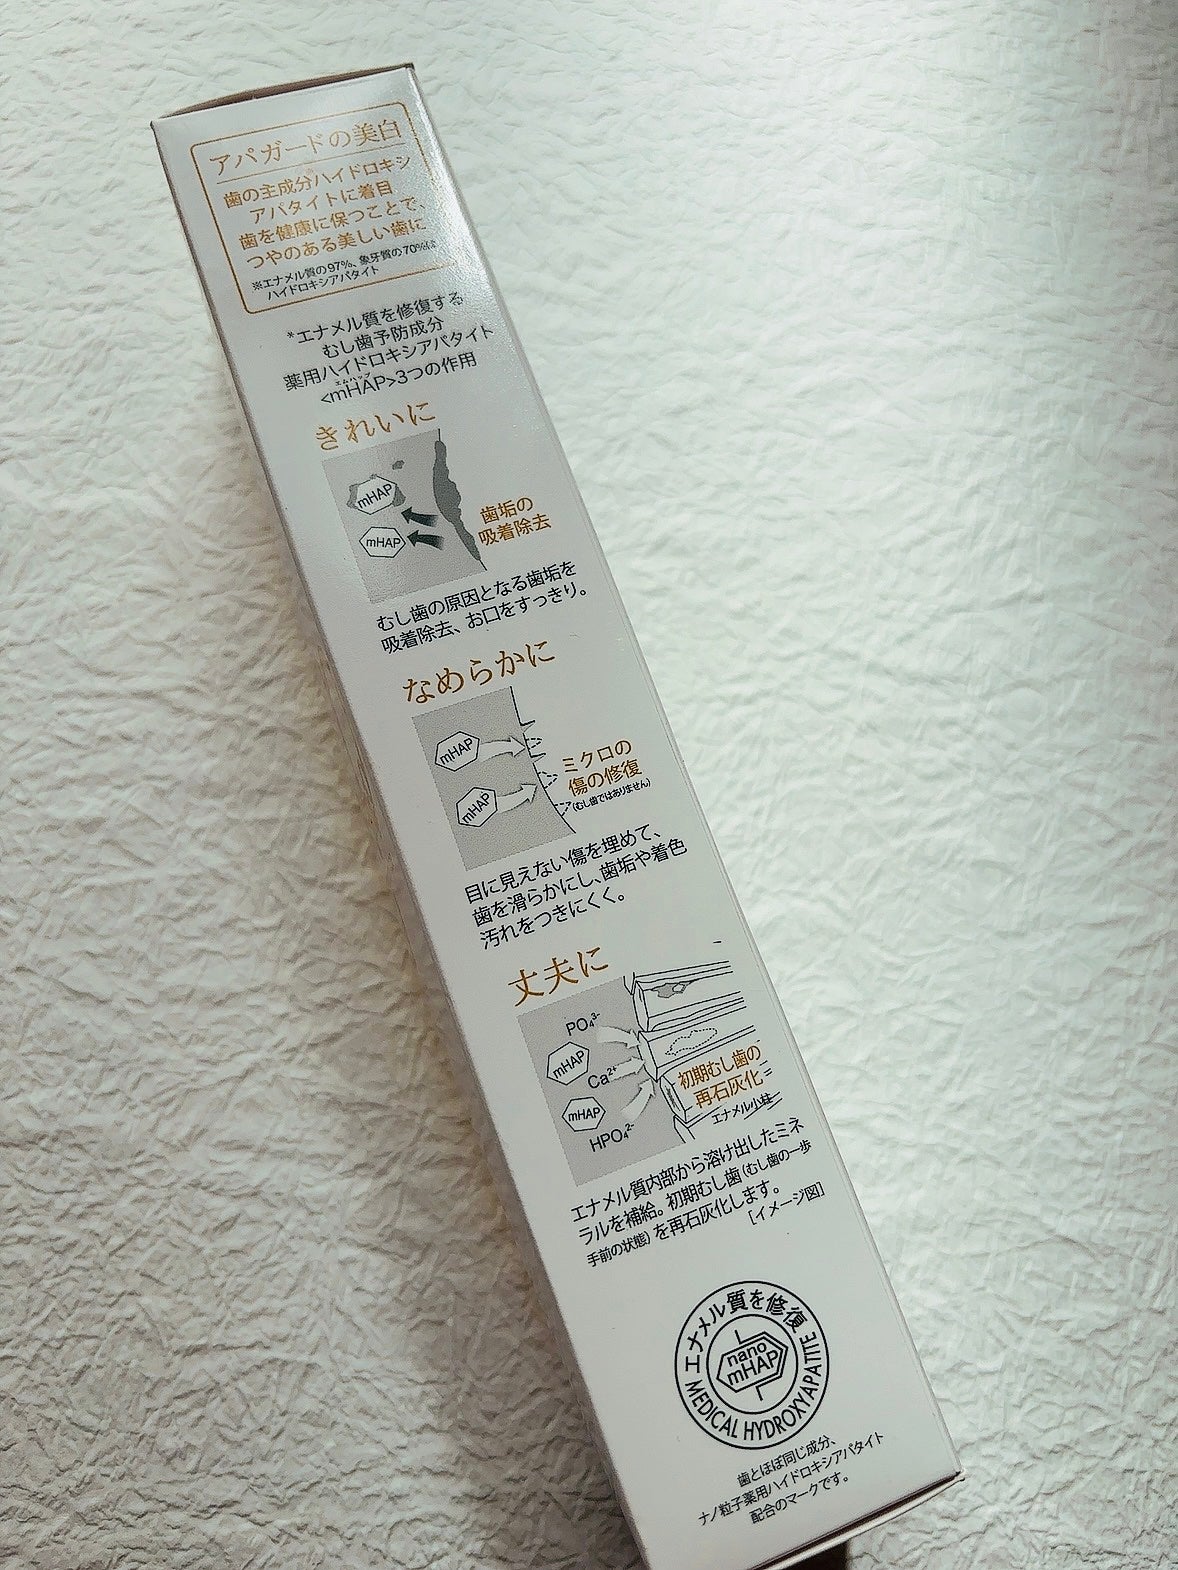 アパガードの美白
歯の主成分※ハイドロキシ
アパタイトに着目
歯を健康に保つことで、
つやのある美しい歯に
※エナメル質の97%、象牙質の70%は
ハイドロキシアパタイト
*エナメル質を修復する
むし歯予防成分
薬用ハイドロキシアパタイト
エムハップ
<mHAP>3つの作用
きれいに
mHAP
mHAP
歯垢の
吸着除去
むし歯の原因となる歯垢を
吸着除去、お口をすっきり。
なめらかに
mHAP
mHAP
ミクロの
傷の修復
(むし歯ではありません)
目に見えない傷を埋めて、
歯を滑らかにし、歯垢や着色
汚れをつきにくく。
丈夫に
PO₄³⁻
mHAP
Ca²⁺
mHAP
HPO₄²⁻
初期むし歯の
再石灰化
エナメル小柱
エナメル質内部から溶け出したミネ
ラルを補給。初期むし歯(むし歯の一歩
手前の状態)を再石灰化します。
[イメージ図]
エナメル質を修復
nano
mHAP
MEDICAL HYDROXYAPATITE
歯とほぼ同じ成分、
ナノ粒子薬用ハイドロキシアパタイト
配合のマークです。